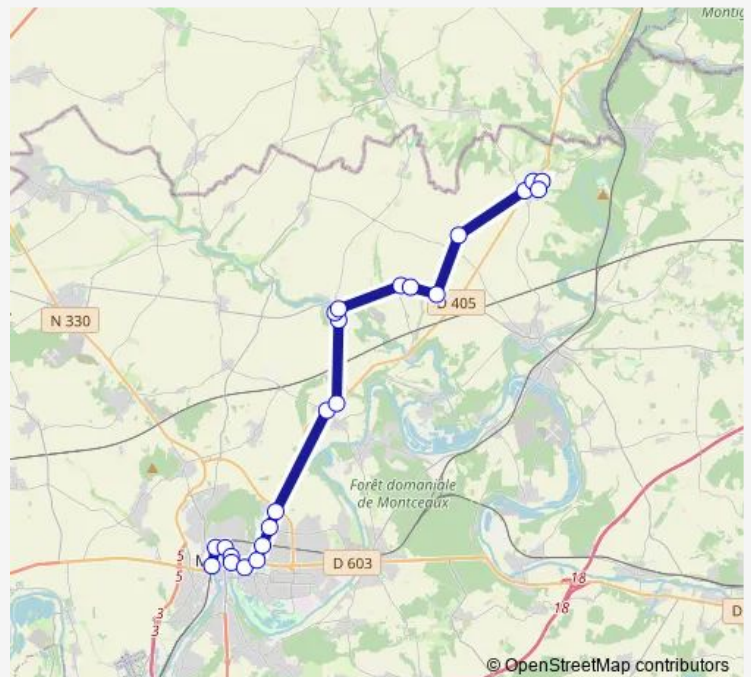 Montig
N 330
D 405
Forêt domaniale
de Montceaux
M
5
5
D 603
18
18
3
3
D
© OpenStreetMap contributors